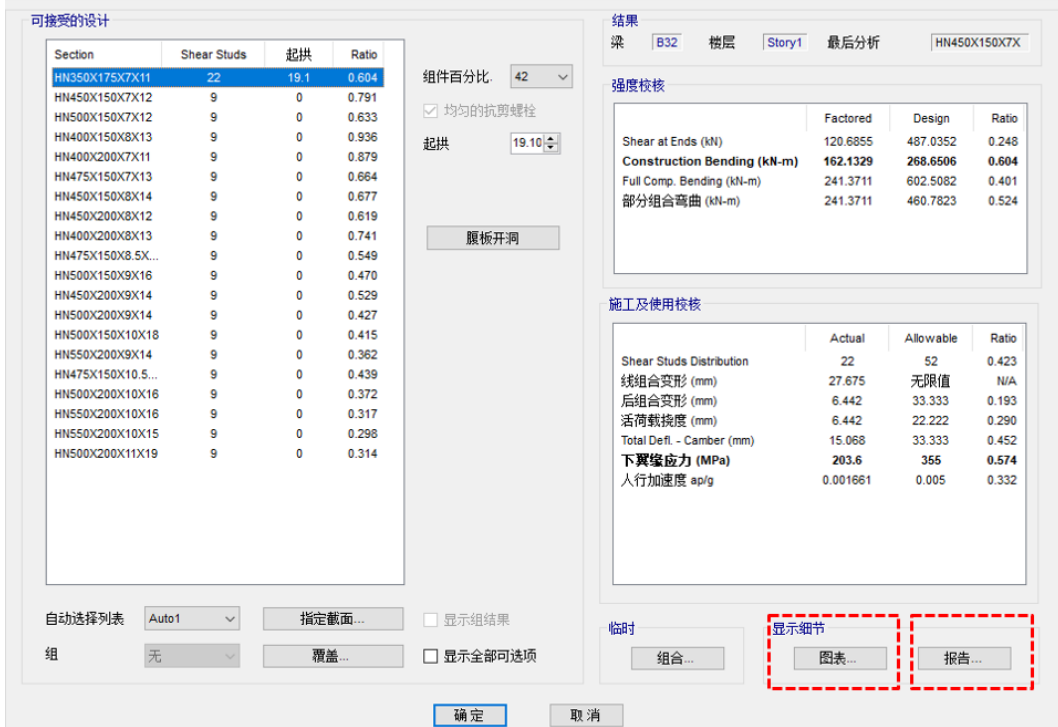 可接受的设计
Section Shear Studs 起拱 Ratio
HN350X175X7X11 22 19.1 0.604
HN450X150X7X12 9 0 0.791
HN500X150X7X12 9 0 0.633
HN400X150X8X13 9 0 0.936
HN400X200X7X11 9 0 0.879
HN475X150X7X13 9 0 0.664
HN450X150X8X14 9 0 0.677
HN450X200X8X12 9 0 0.619
HN400X200X8X13 9 0 0.741
HN475X150X8.5X... 9 0 0.549
HN500X150X9X16 9 0 0.470
HN450X200X9X14 9 0 0.529
HN500X200X9X14 9 0 0.427
HN500X150X10X18 9 0 0.415
HN550X200X9X14 9 0 0.362
HN475X150X10.5... 9 0 0.439
HN500X200X10X16 9 0 0.372
HN550X200X10X16 9 0 0.317
HN550X200X10X15 9 0 0.298
HN500X200X11X19 9 0 0.314
组件百分比. 42
均匀的抗剪螺栓
起拱 19.10
腹板开洞
自动选择列表 Auto1 指定截面...
组 无 覆盖...
显示组结果
显示全部可选项
结果
梁 B32 楼层 Story1 最后分析 HN450X150X7X
强度校核
Factored Design Ratio
Shear at Ends (kN) 120.6855 487.0352 0.248
Construction Bending (kN-m) 162.1329 268.6506 0.604
Full Comp. Bending (kN-m) 241.3711 602.5082 0.401
部分组合弯曲 (kN-m) 241.3711 460.7823 0.524
施工及使用校核
Actual Allowable Ratio
Shear Studs Distribution 22 52 0.423
线组合变形 (mm) 27.675 无限值 N/A
后组合变形 (mm) 6.442 33.333 0.193
活荷载挠度 (mm) 6.442 22.222 0.290
Total Defl. - Camber (mm) 15.068 33.333 0.452
下翼缘应力 (MPa) 203.6 355 0.574
人行加速度 ap/g 0.001661 0.005 0.332
临时
组合...
显示细节
图表... 报告...
确定 取消